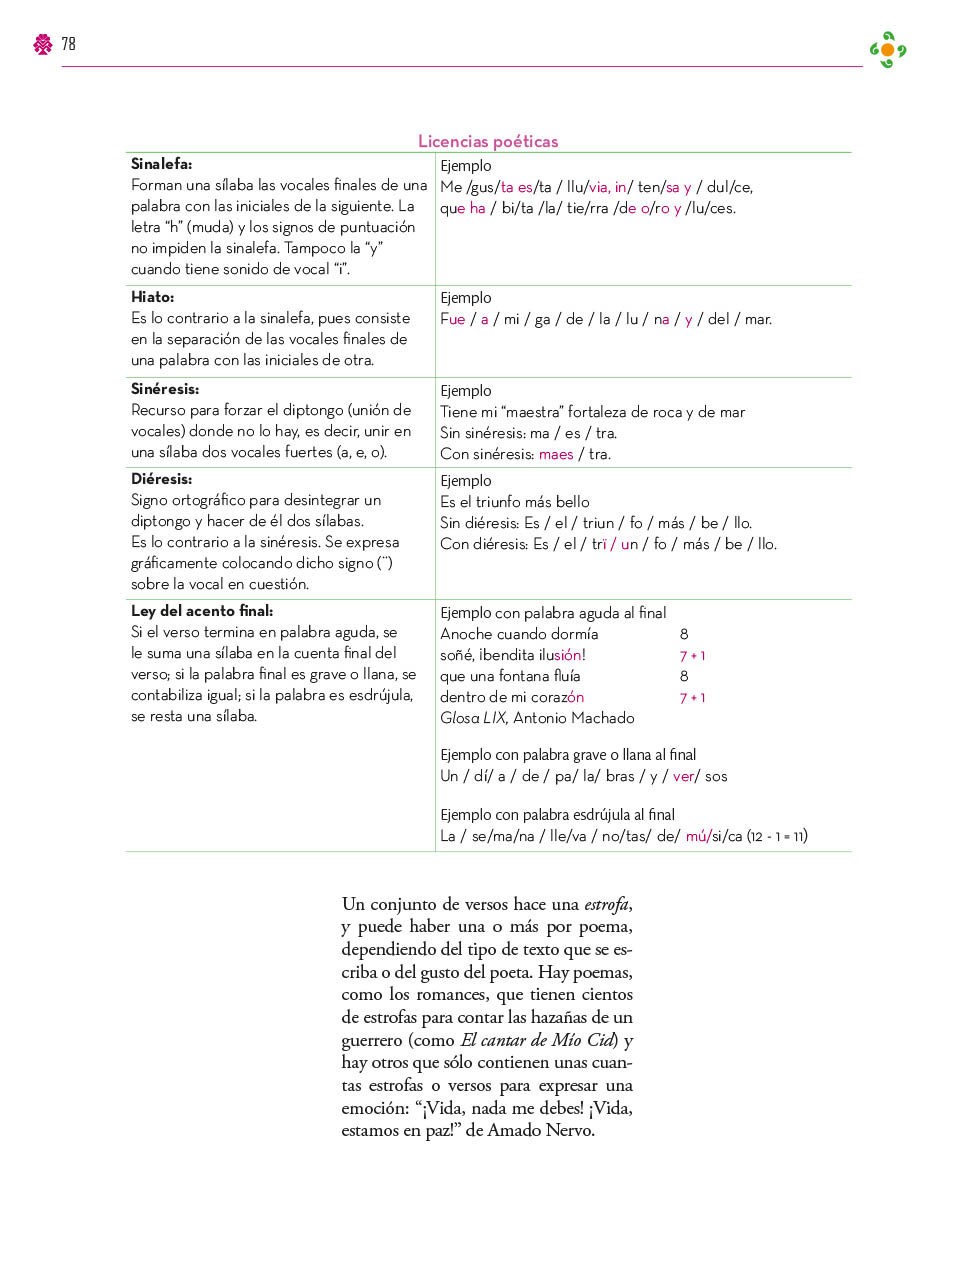 78
Licencias poéticas
Sinalefa:
Forman una sílaba las vocales finales de una
palabra con las iniciales de la siguiente. La
letra “h” (muda) y los signos de puntuación
no impiden la sinalefa. Tampoco la “y”
cuando tiene sonido de vocal “i”.
Ejemplo
Me /gus/ta es/ta / llu/via, in/ ten/sa y / dul/ce,
que ha / bi/ta /la/ tie/rra /de o/ro y /lu/ces.
Hiato:
Es lo contrario a la sinalefa, pues consiste
en la separación de las vocales finales de
una palabra con las iniciales de otra.
Ejemplo
Fue / a / mi / ga / de / la / lu / na / y / del / mar.
Sinéresis:
Recurso para forzar el diptongo (unión de
vocales) donde no lo hay, es decir, unir en
una sílaba dos vocales fuertes (a, e, o).
Ejemplo
Tiene mi “maestra” fortaleza de roca y de mar
Sin sinéresis: ma / es / tra.
Con sinéresis: maes / tra.
Diéresis:
Signo ortográfico para desintegrar un
diptongo y hacer de él dos sílabas.
Es lo contrario a la sinéresis. Se expresa
gráficamente colocando dicho signo (¨)
sobre la vocal en cuestión.
Ejemplo
Es el triunfo más bello
Sin diéresis: Es / el / triun / fo / más / be / llo.
Con diéresis: Es / el / trï / un / fo / más / be / llo.
Ley del acento final:
Si el verso termina en palabra aguda, se
le suma una sílaba en la cuenta final del
verso; si la palabra final es grave o llana, se
contabiliza igual; si la palabra es esdrújula,
se resta una sílaba.
Ejemplo con palabra aguda al final
Anoche cuando dormía 8
soñé, ¡bendita ilusión! 7 + 1
que una fontana fluía 8
dentro de mi corazón 7 + 1
Glosa LIX, Antonio Machado
Ejemplo con palabra grave o llana al final
Un / dí/ a / de / pa/ la/ bras / y / ver/ sos
Ejemplo con palabra esdrújula al final
La / se/ma/na / lle/va / no/tas/ de/ mú/si/ca (12 - 1 = 11)
Un conjunto de versos hace una estrofa,
y puede haber una o más por poema,
dependiendo del tipo de texto que se es-
criba o del gusto del poeta. Hay poemas,
como los romances, que tienen cientos
de estrofas para contar las hazañas de un
guerrero (como El cantar de Mío Cid) y
hay otros que sólo contienen unas cuan-
tas estrofas o versos para expresar una
emoción: “¡Vida, nada me debes! ¡Vida,
estamos en paz!” de Amado Nervo.